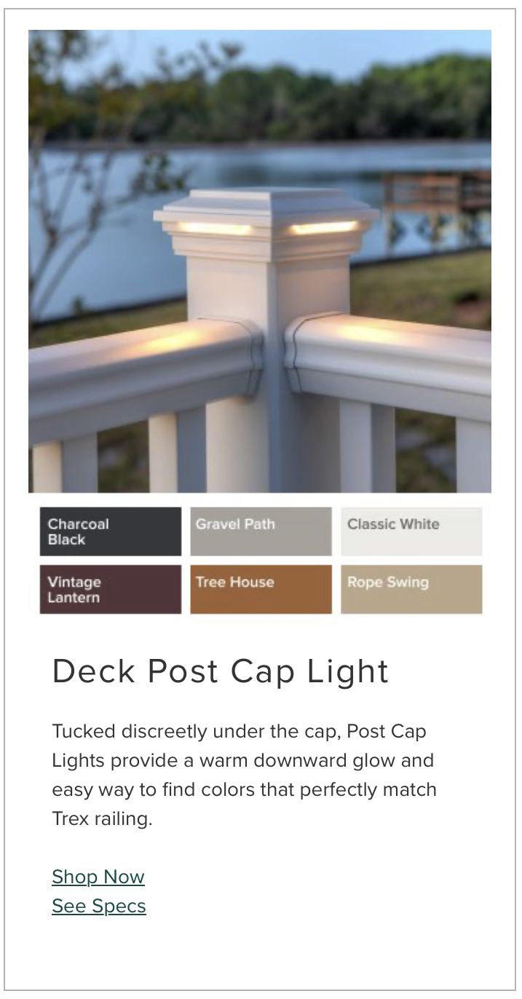 Charcoal
Black
Gravel Path
Classic White
Vintage
Lantern
Tree House
Rope Swing
Deck Post Cap Light
Tucked discreetly under the cap, Post Cap
Lights provide a warm downward glow and
easy way to find colors that perfectly match
Trex railing.
Shop Now
See Specs